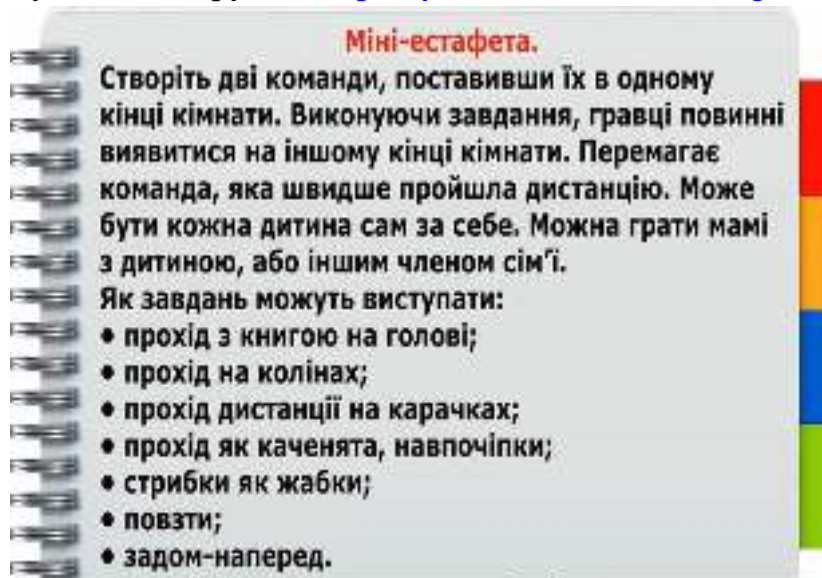 Міні-естафета.
Створіть дві команди, поставивши їх в одному
кінці кімнати. Виконуючи завдання, гравці повинні
виявитися на іншому кінці кімнати. Перемагає
команда, яка швидше пройшла дистанцію. Може
бути кожна дитина сам за себе. Можна грати мамі
з дитиною, або іншим членом сім'ї.
Як завдань можуть виступати:
• прохід з книгою на голові;
• прохід на колінах;
• прохід дистанції на карачках;
• прохід як каченята, навпочіпки;
• стрибки як жабки;
• повзти;
• задом-наперед.